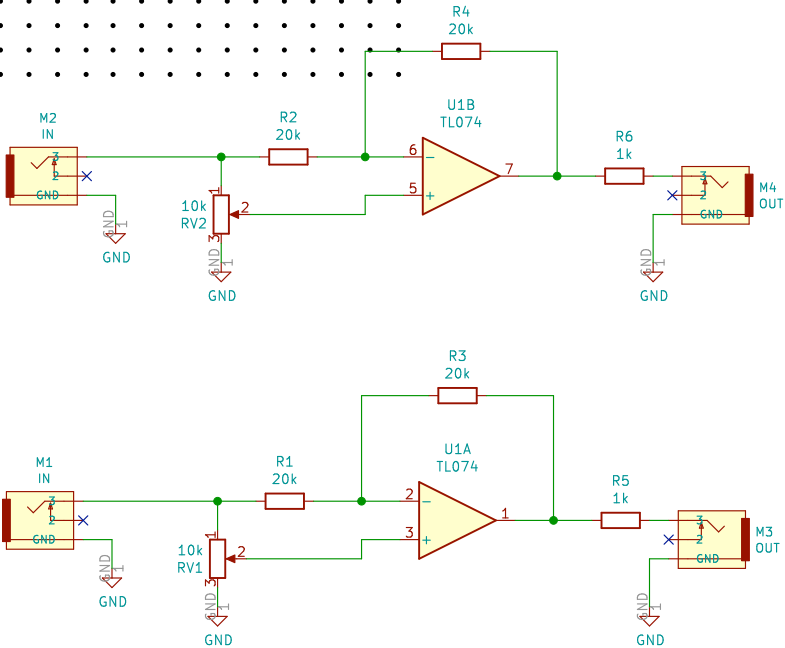 R4
20k
M2
IN
R2
20k
U1B
TL074
R6
1k
3
2
GND
6
5
7
3
2
GND
M4
OUT
10k
RV2
1
2
3
GND
1
GND
GND
1
GND
GND
1
GND
R3
20k
M1
IN
R1
20k
U1A
TL074
R5
1k
3
2
GND
2
3
1
3
2
GND
M3
OUT
10k
RV1
1
2
3
GND
1
GND
GND
1
GND
GND
1
GND